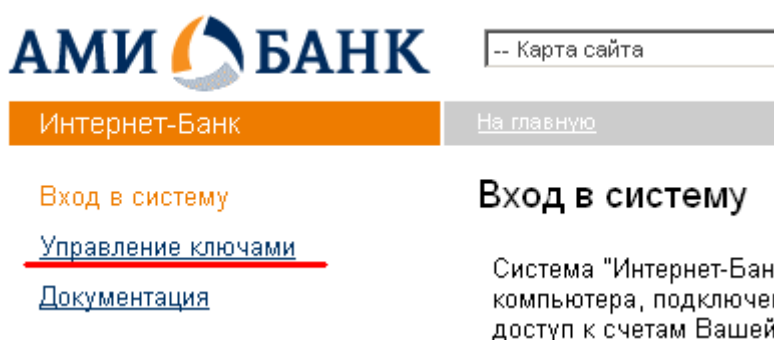 АМИ БАНК
-- Карта сайта
Интернет-Банк
На главную
Вход в систему
Управление ключами
Документация
Вход в систему
Система "Интернет-Бан
компьютера, подключе
доступ к счетам Вашей